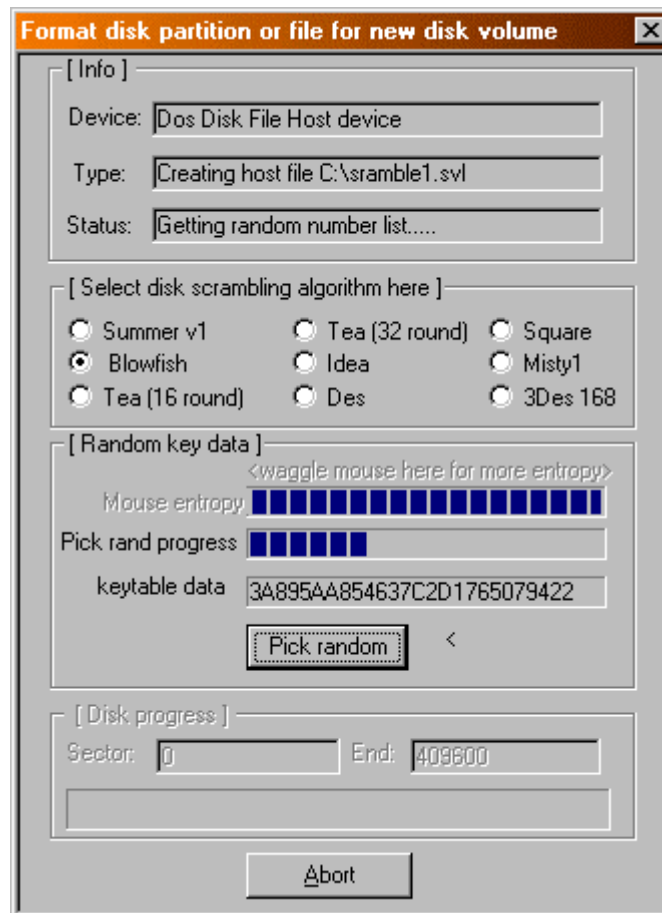 Format disk partition or file for new disk volume
[ Info ]
Device: Dos Disk File Host device
Type: Creating host file C:\sramble1.svl
Status: Getting random number list.....
[ Select disk scrambling algorithm here ]
Summer v1 Tea (32 round) Square
Blowfish Idea Misty1
Tea (16 round) Des 3Des 168
[ Random key data ]
<waggle mouse here for more entropy>
Mouse entropy
Pick rand progress
keytable data 3A895AA854637C2D1765079422
Pick random <
[ Disk progress ]
Sector: 0 End: 409600
Abort